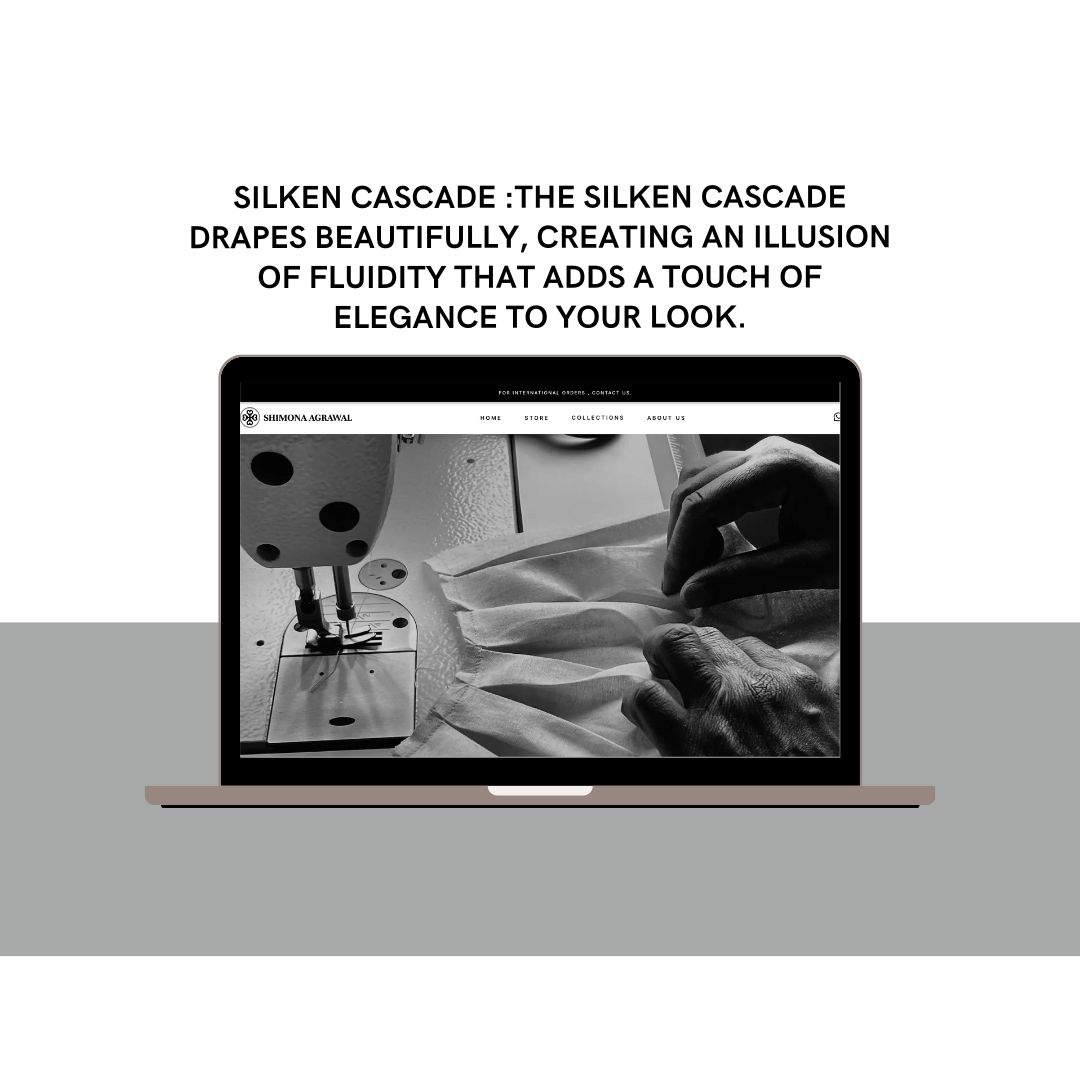 SILKEN CASCADE :THE SILKEN CASCADE
DRAPES BEAUTIFULLY, CREATING AN ILLUSION
OF FLUIDITY THAT ADDS A TOUCH OF
ELEGANCE TO YOUR LOOK.
FOR INTERNATIONAL ORDERS , CONTACT US.
SHIMONA AGRAWAL HOME STORE COLLECTIONS ABOUT US